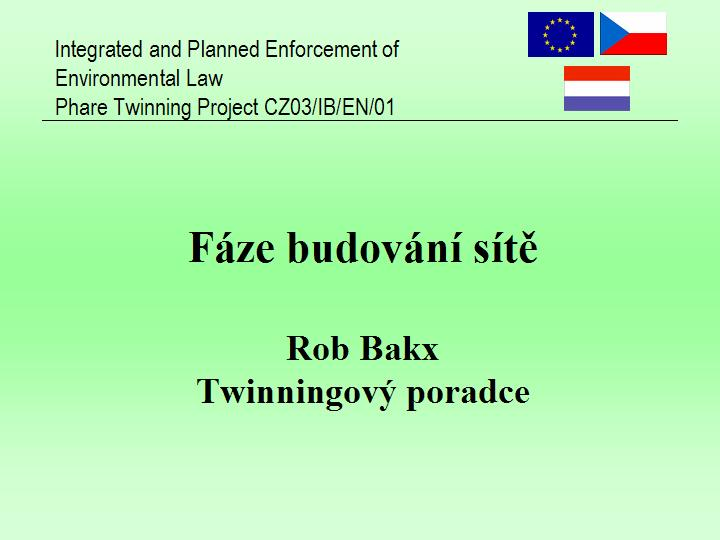 Integrated and Planned Enforcement of
Environmental Law
Phare Twinning Project CZ03/IB/EN/01
Fáze budování sítě
Rob Bakx
Twinningový poradce